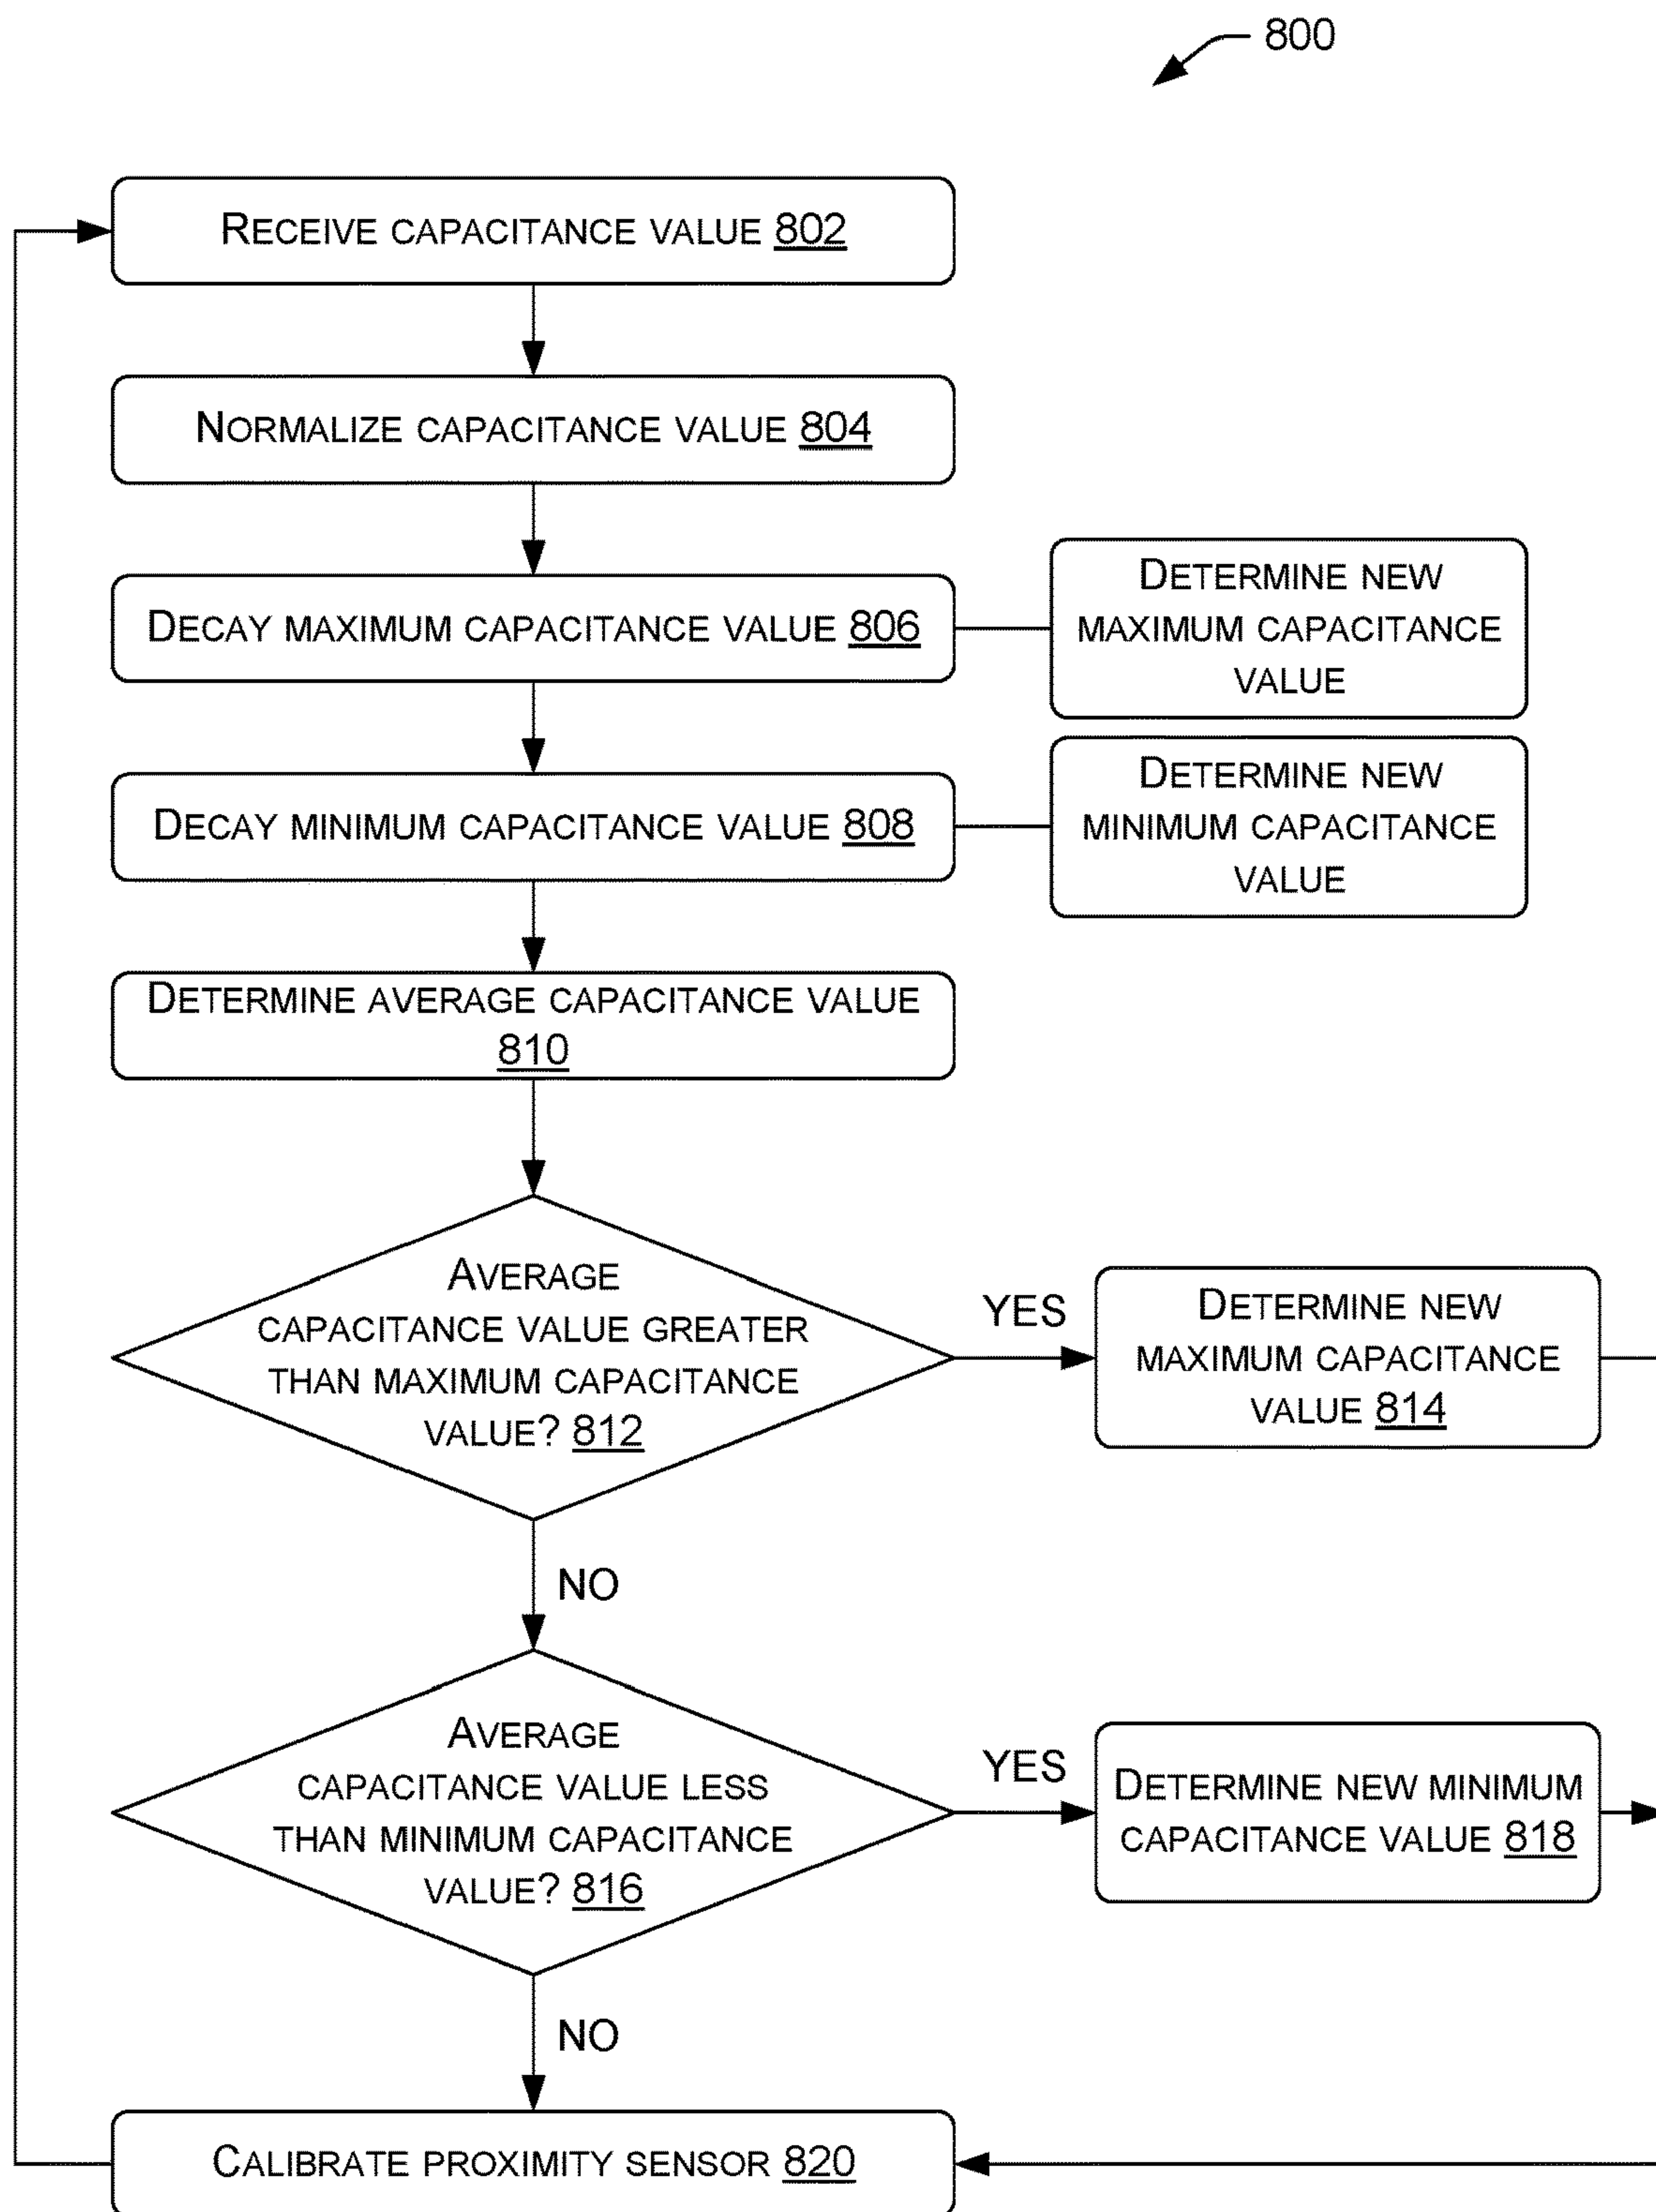 800
RECEIVE CAPACITANCE VALUE 802
NORMALIZE CAPACITANCE VALUE 804
DECAY MAXIMUM CAPACITANCE VALUE 806
DETERMINE NEW
MAXIMUM CAPACITANCE
VALUE
DECAY MINIMUM CAPACITANCE VALUE 808
DETERMINE NEW
MINIMUM CAPACITANCE
VALUE
DETERMINE AVERAGE CAPACITANCE VALUE
810
AVERAGE
CAPACITANCE VALUE GREATER
THAN MAXIMUM CAPACITANCE
VALUE? 812
YES
DETERMINE NEW
MAXIMUM CAPACITANCE
VALUE 814
NO
AVERAGE
CAPACITANCE VALUE LESS
THAN MINIMUM CAPACITANCE
VALUE? 816
YES
DETERMINE NEW MINIMUM
CAPACITANCE VALUE 818
NO
CALIBRATE PROXIMITY SENSOR 820